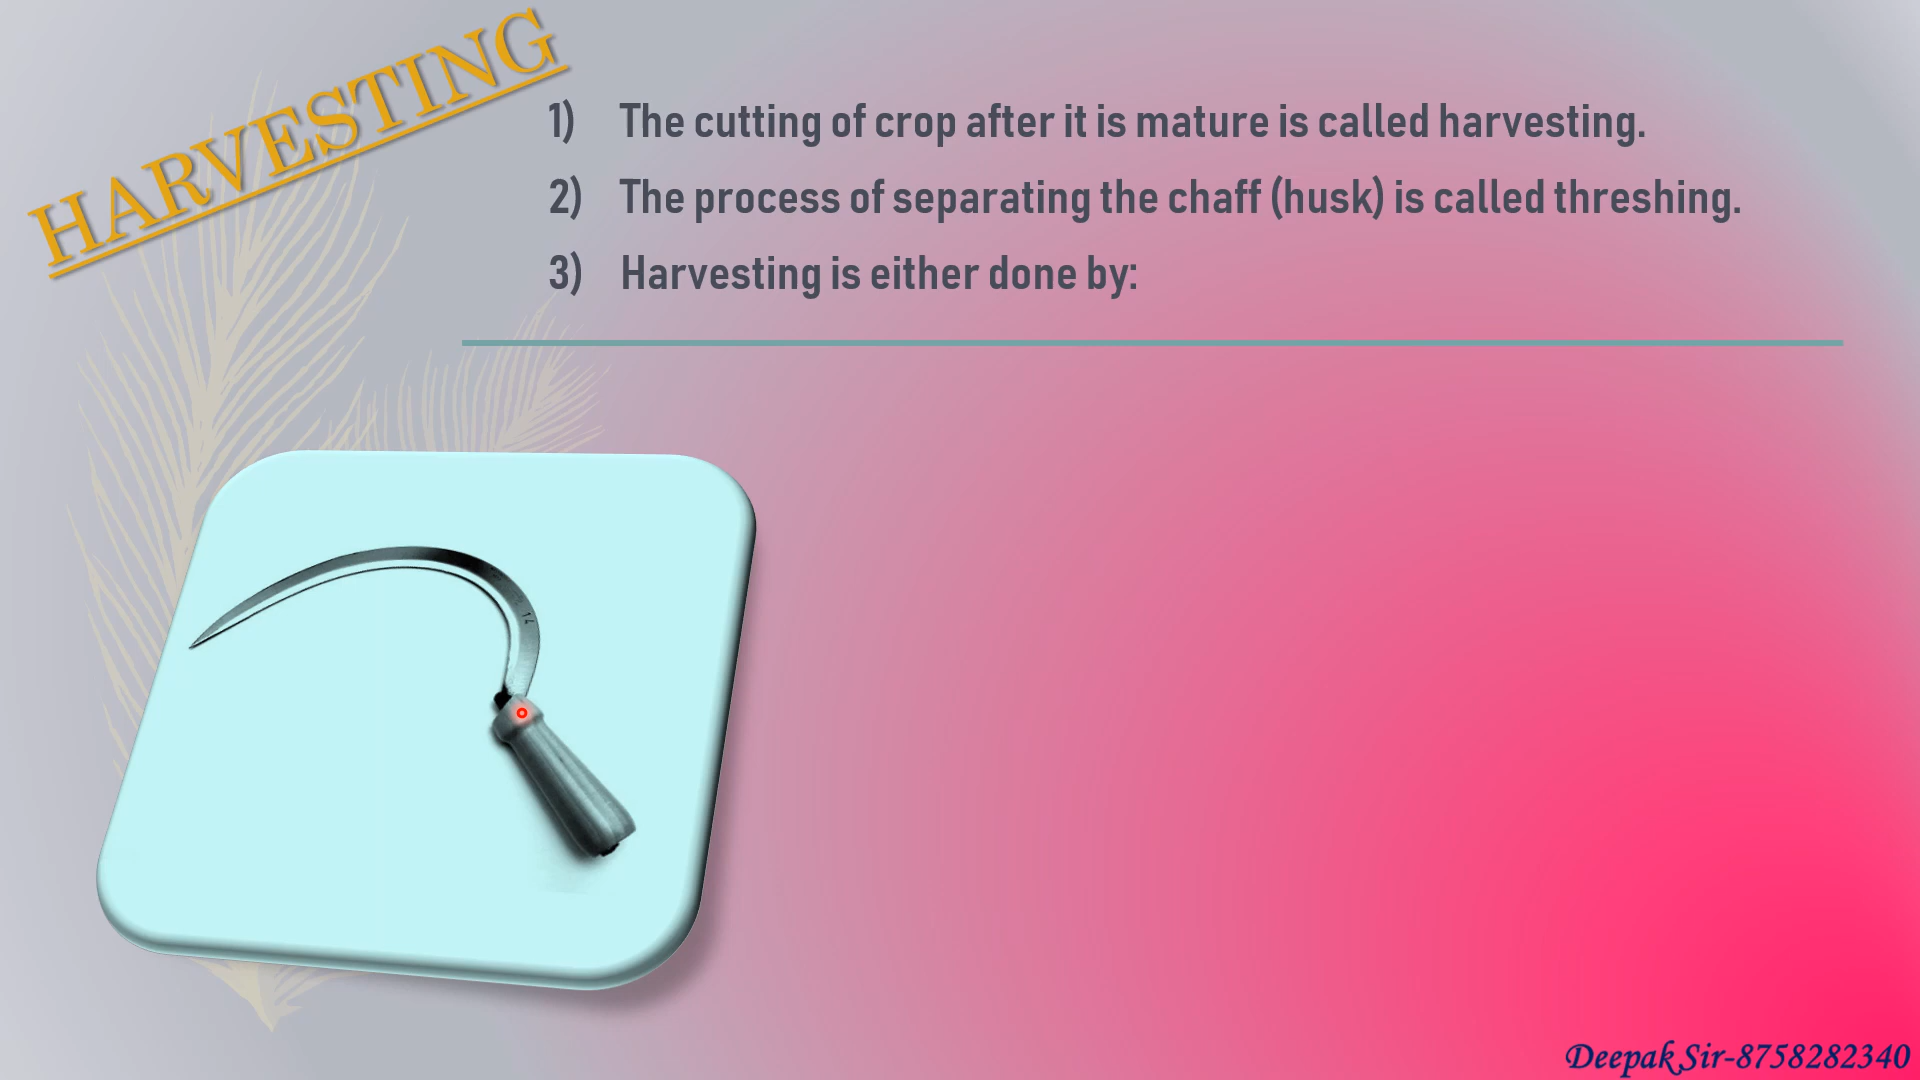 HARVESTING
1) The cutting of crop after it is mature is called harvesting.
2) The process of separating the chaff (husk) is called threshing.
3) Harvesting is either done by:
14
Deepak Sir-8758282340